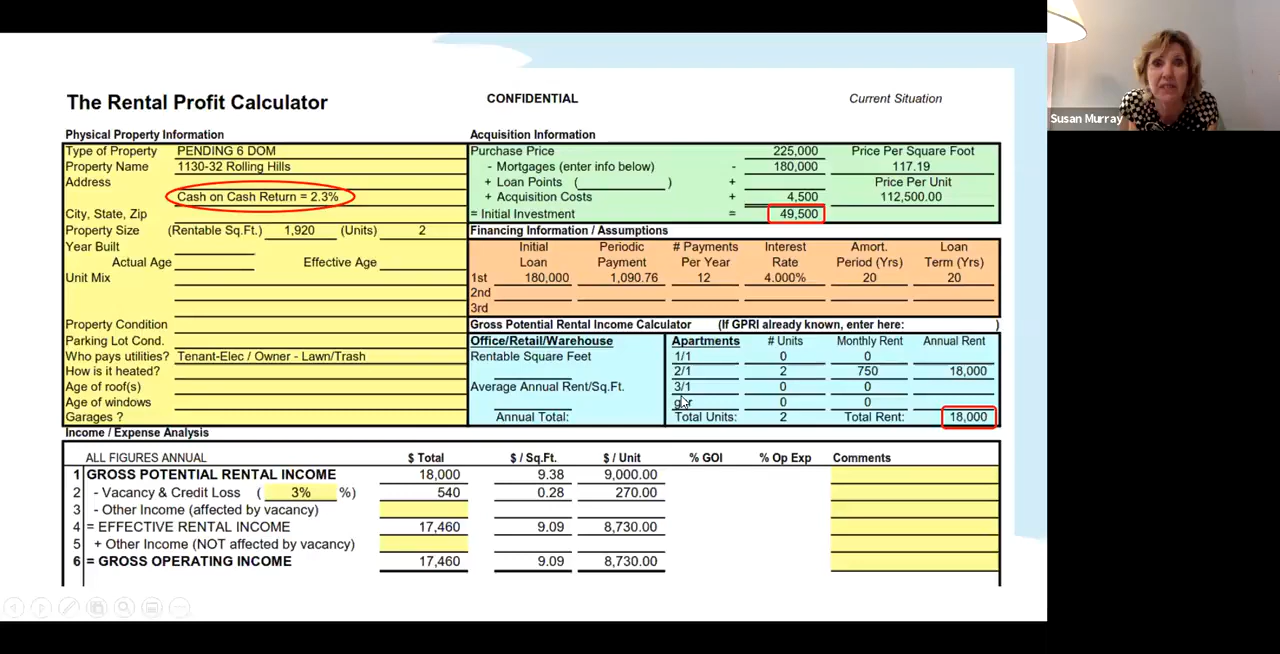 The Rental Profit Calculator
CONFIDENTIAL
Current Situation
Susan Murray
Physical Property Information
Type of Property PENDING 6 DOM
Property Name 1130-32 Rolling Hills
Address
Cash on Cash Return = 2.3%
City, State, Zip
Property Size (Rentable Sq.Ft.) 1,920 (Units) 2
Year Built
Actual Age Effective Age
Unit Mix
Property Condition
Parking Lot Cond.
Who pays utilities? Tenant-Elec / Owner - Lawn/Trash
How is it heated?
Age of roof(s)
Age of windows
Garages ?
Acquisition Information
Purchase Price 225,000 Price Per Square Foot
- Mortgages (enter info below) - 180,000 117.19
+ Loan Points ( ) + Price Per Unit
+ Acquisition Costs + 4,500 112,500.00
= Initial Investment = 49,500
Financing Information / Assumptions
Initial Periodic # Payments Interest Amort. Loan
Loan Payment Per Year Rate Period (Yrs) Term (Yrs)
1st 180,000 1,090.76 12 4.000% 20 20
2nd
3rd
Gross Potential Rental Income Calculator (If GPRI already known, enter here: )
Office/Retail/Warehouse
Rentable Square Feet
Average Annual Rent/Sq.Ft.
Annual Total:
Apartments # Units Monthly Rent Annual Rent
1/1 0 0
2/1 2 750 18,000
3/1 0 0
0 0
Total Units: 2 Total Rent: 18,000
Income / Expense Analysis
ALL FIGURES ANNUAL $ Total $ / Sq.Ft. $ / Unit % GOI % Op Exp Comments
1 GROSS POTENTIAL RENTAL INCOME 18,000 9.38 9,000.00
2 - Vacancy & Credit Loss ( 3% %) 540 0.28 270.00
3 - Other Income (affected by vacancy)
4 = EFFECTIVE RENTAL INCOME 17,460 9.09 8,730.00
5 + Other Income (NOT affected by vacancy)
6 = GROSS OPERATING INCOME 17,460 9.09 8,730.00